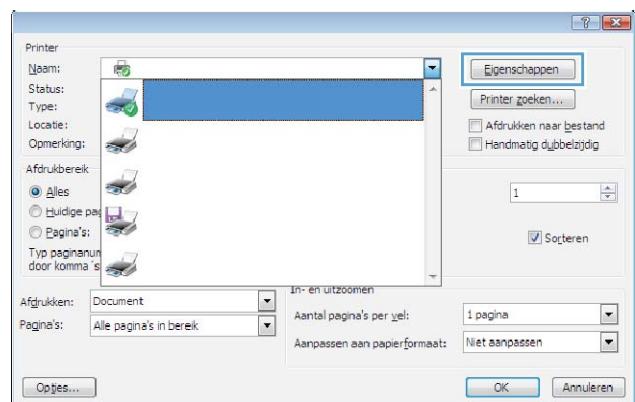 Printer
Naam:
Eigenschappen
Status:
Type:
Printer zoeken...
Locatie:
Afdrukken naar bestand
Opmerking:
Handmatig dubbelzijdig
Afdrukbereik
Alles
1
Huidige
Pagina's:
Sorteren
Typ
door komma
In- en uitzoomen
Afdrukken: Document
Aantal pagina's per vel: 1 pagina
Pagina's: Alle pagina's in bereik
Aanpassen aan papierformaat: Niet aanpassen
Opties...
OK
Annuleren